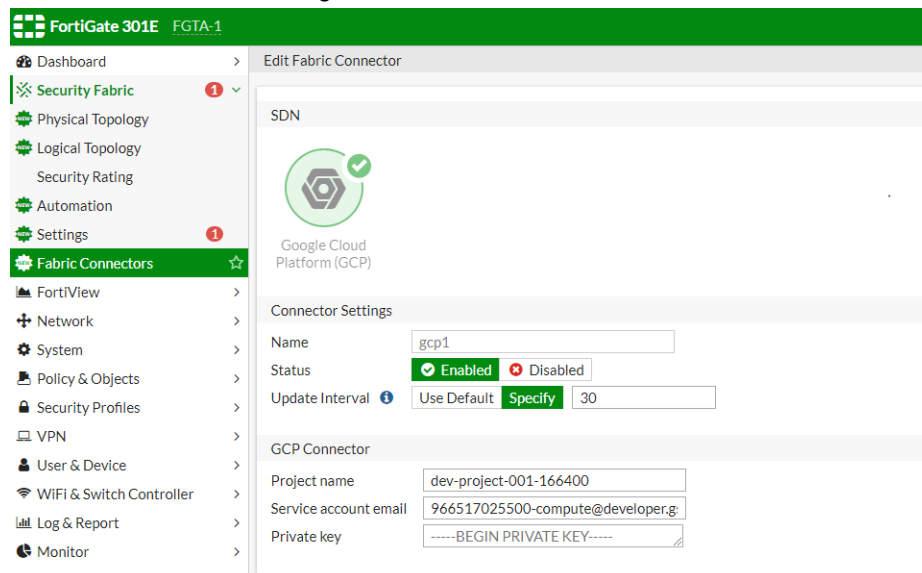 FortiGate 301E FGTA-1
Dashboard
Edit Fabric Connector
Security Fabric 1
SDN
Physical Topology
Logical Topology
Security Rating
Automation
Settings 1
Google Cloud
Platform (GCP)
Fabric Connectors
FortiView
Connector Settings
Network
Name gcp1
System
Status Enabled Disabled
Policy & Objects
Update Interval Use Default Specify 30
Security Profiles
VPN
GCP Connector
User & Device
Project name dev-project-001-166400
WiFi & Switch Controller
Service account email 966517025500-compute@developer.g
Log & Report
Private key -----BEGIN PRIVATE KEY-----
Monitor